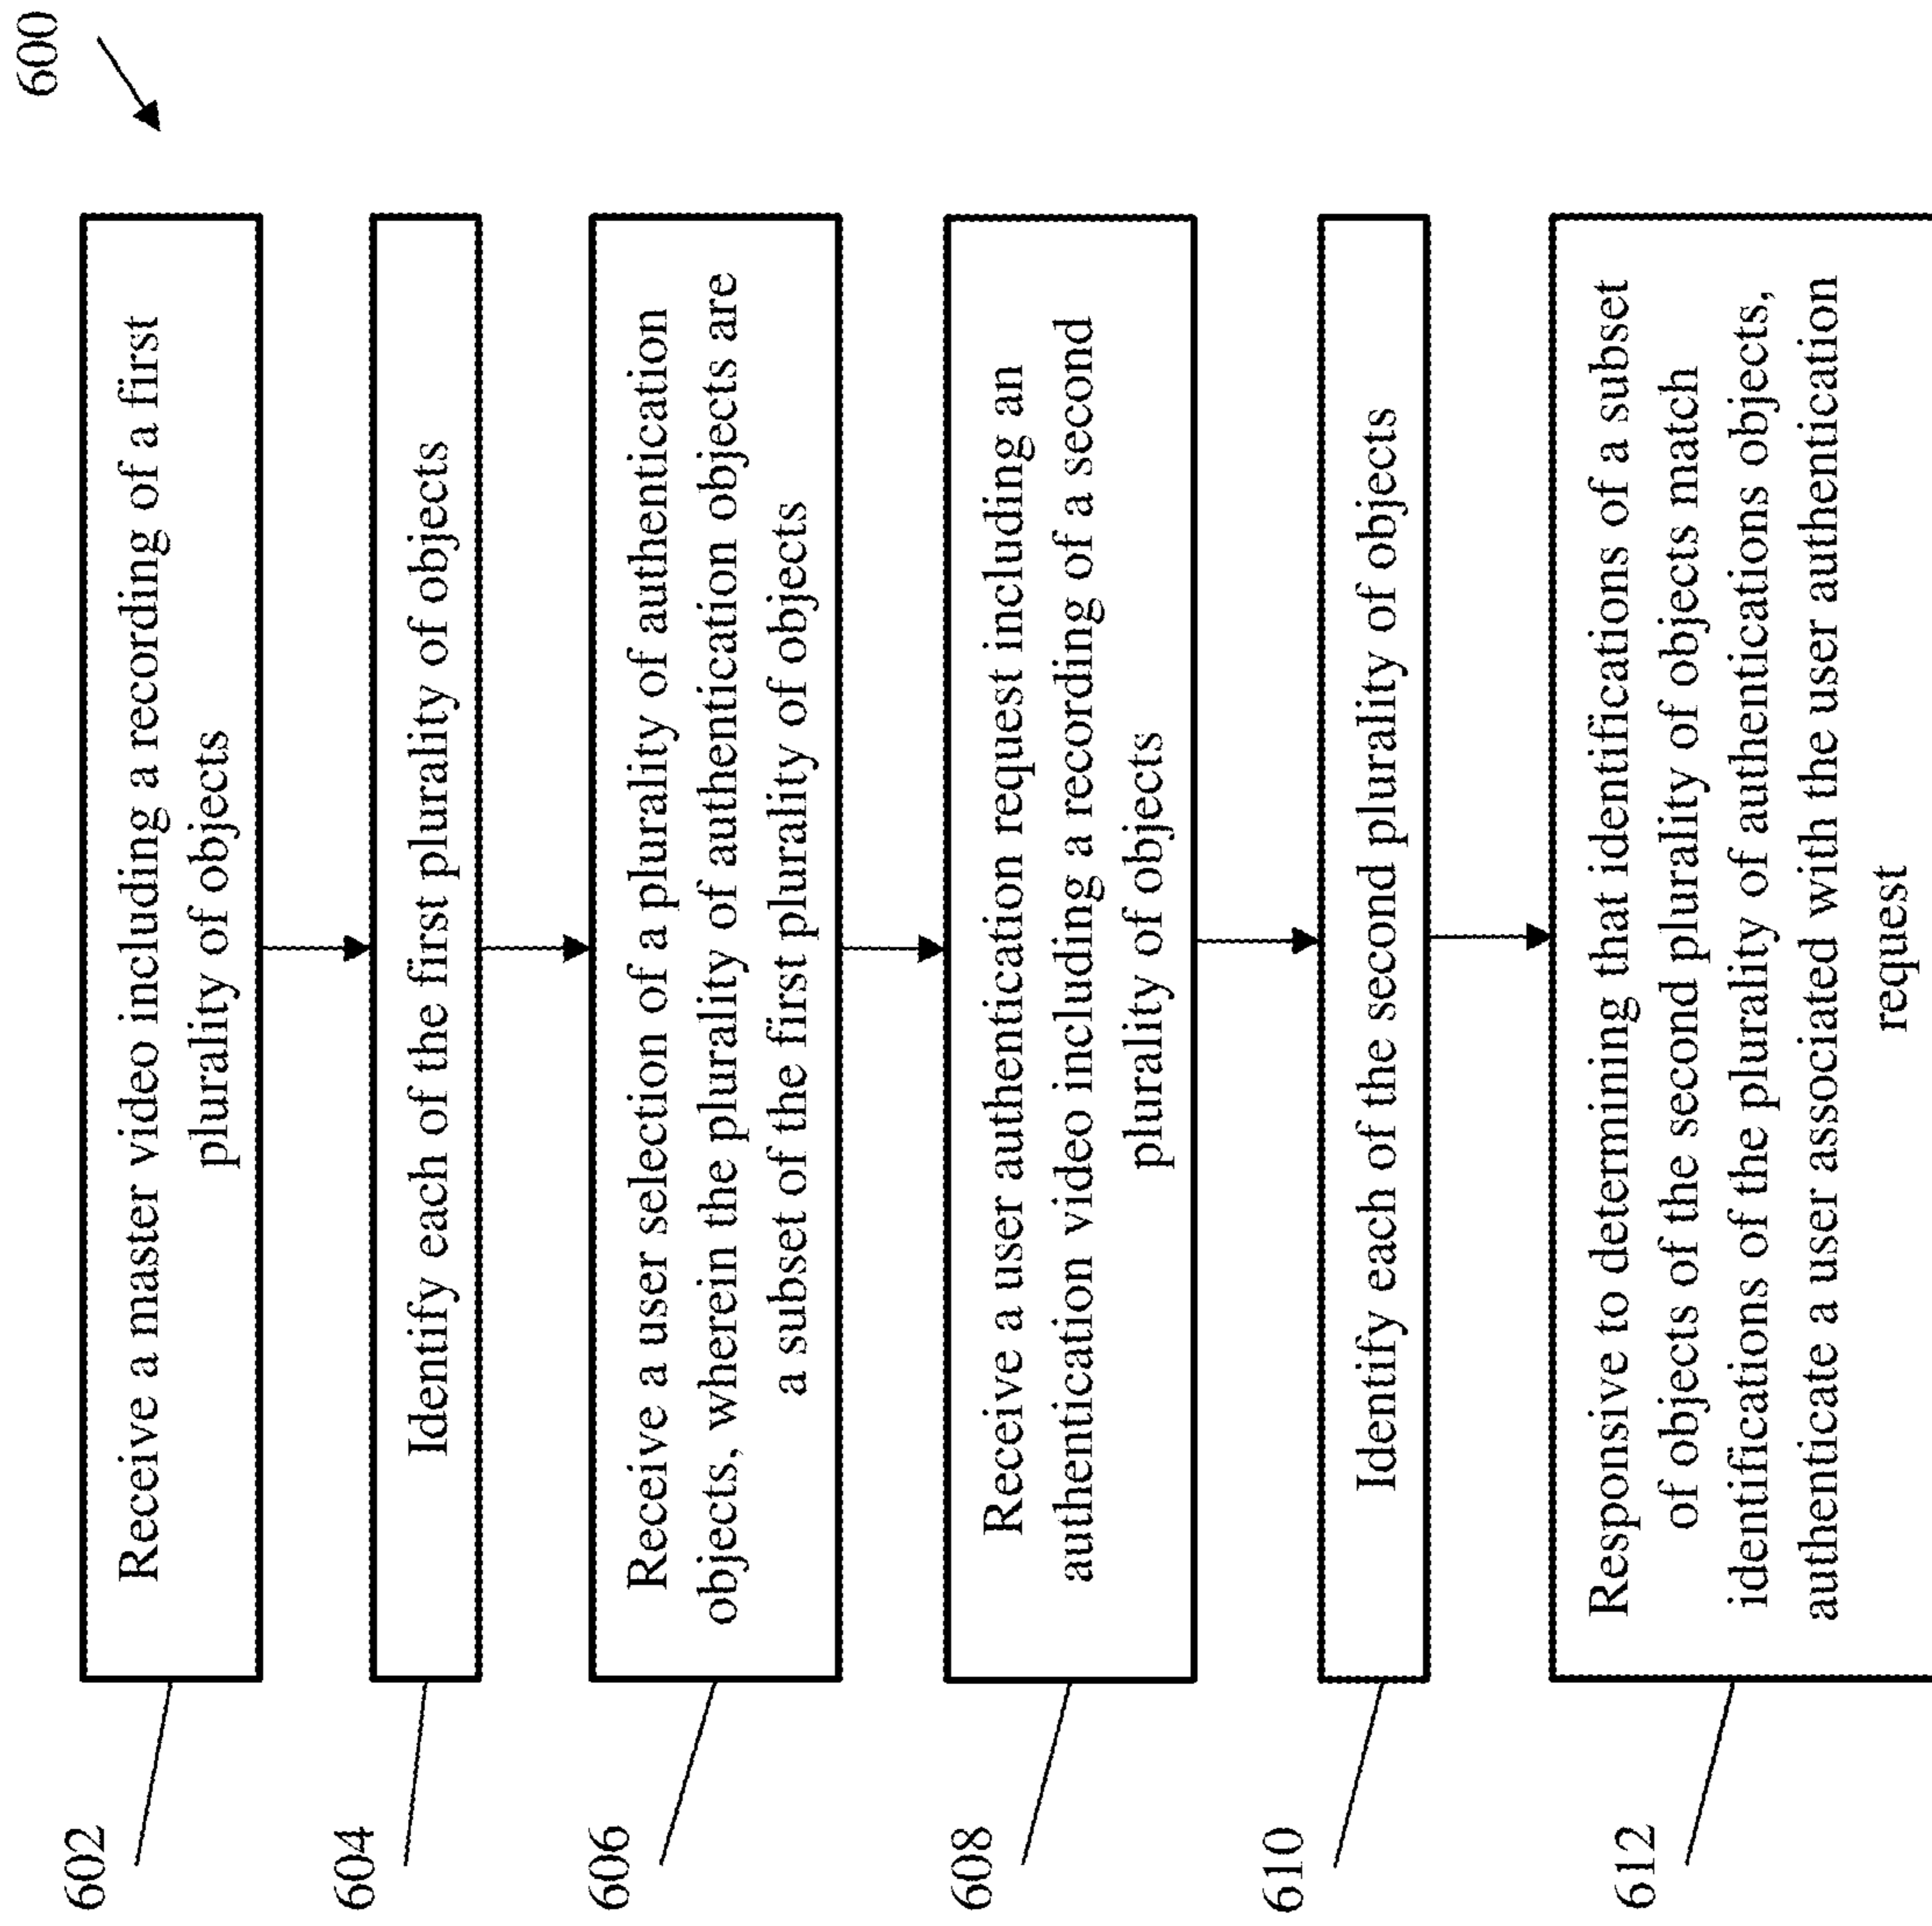 600
602
Receive a master video including a recording of a first
plurality of objects
604
Identify each of the first plurality of objects
606
Receive a user selection of a plurality of authentication
objects, wherein the plurality of authentication objects are
a subset of the first plurality of objects
608
Receive a user authentication request including an
authentication video including a recording of a second
plurality of objects
610
Identify each of the second plurality of objects
612
Responsive to determining that identifications of a subset
of objects of the second plurality of objects match
identifications of the plurality of authentications objects,
authenticate a user associated with the user authentication
request